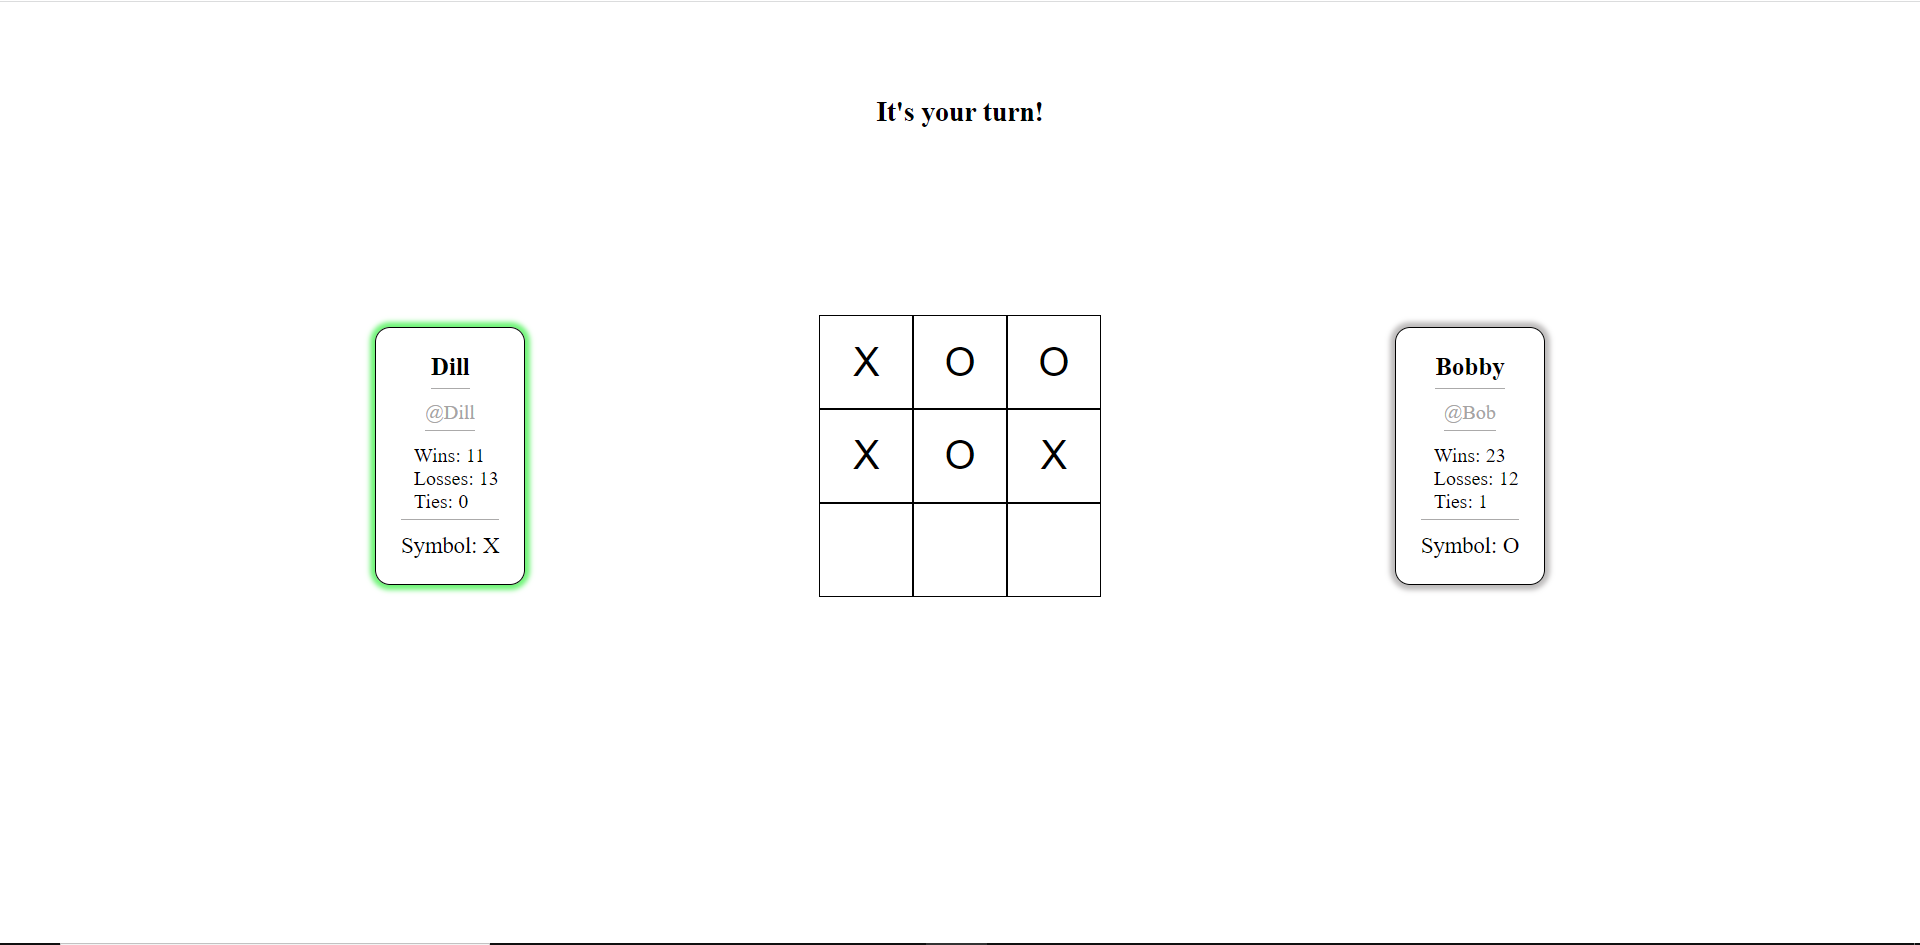 It's your turn!
Dill
@Dill
Wins: 11
Losses: 13
Ties: 0
Symbol: X
X O O
X O X
Bobby
@Bob
Wins: 23
Losses: 12
Ties: 1
Symbol: O